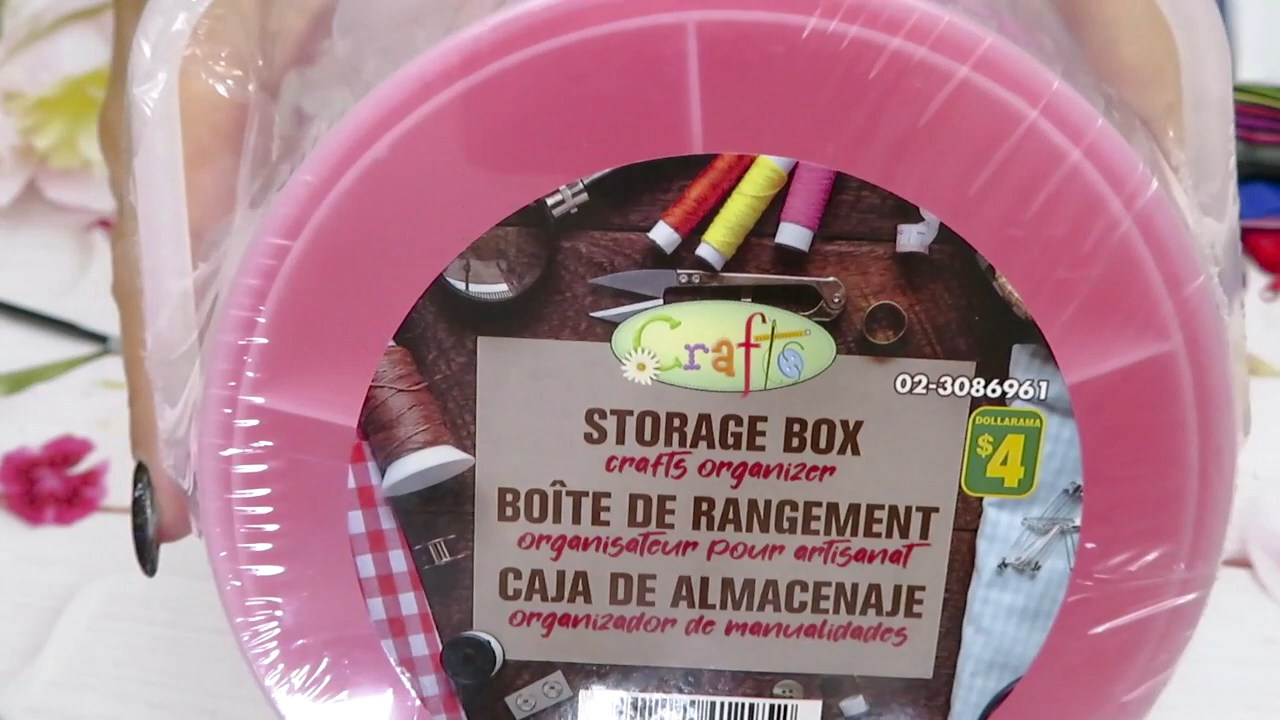 Crafts
02-3086961
DOLLARAMA
$4
STORAGE BOX
crafts organizer
BOÎTE DE RANGEMENT
organisateur pour artisanat
CAJA DE ALMACENAJE
organizador de manualidades